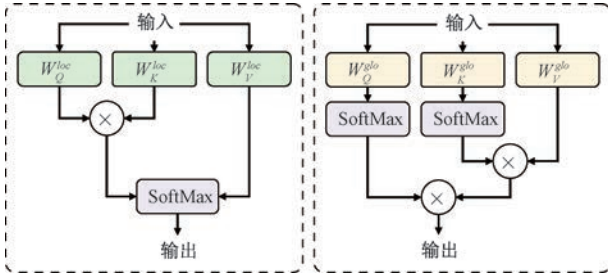 输入
W_Q^{loc} W_K^{loc} W_V^{loc}
×
SoftMax
输出
输入
W_Q^{glo} W_K^{glo} W_V^{glo}
SoftMax SoftMax
×
×
输出